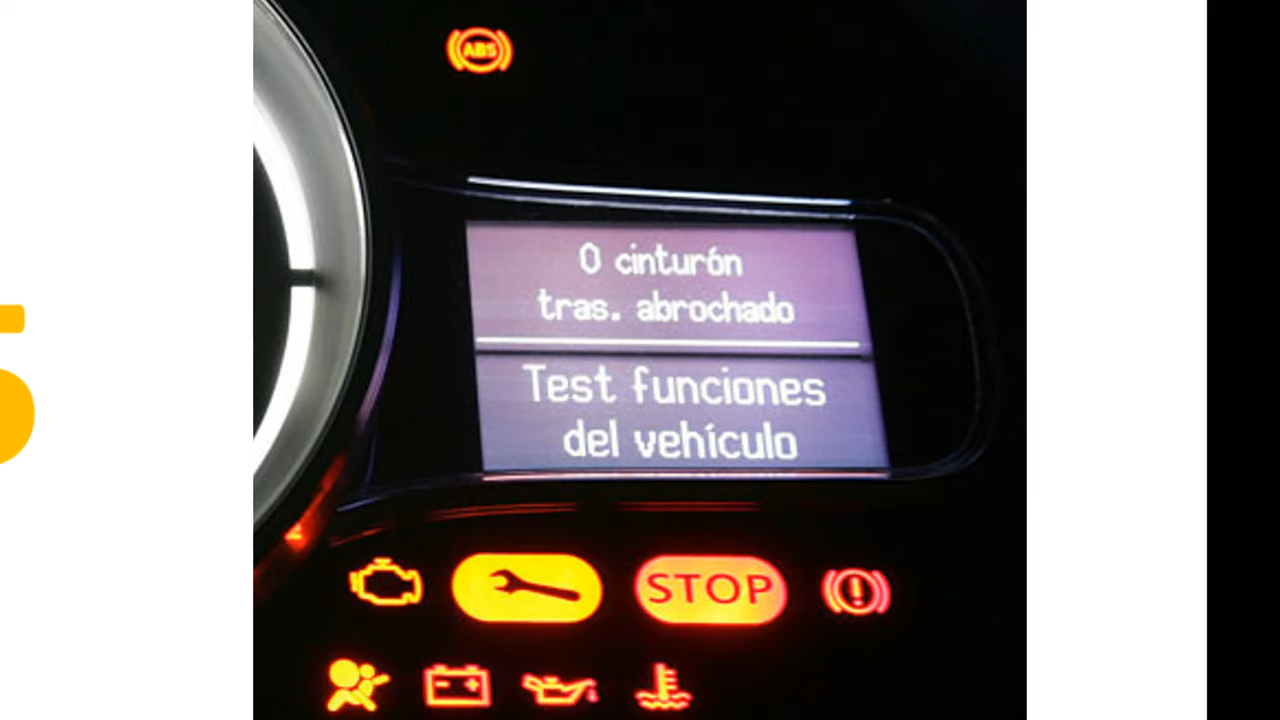 ABS
0 cinturón
tras. abrochado
Test funciones
del vehículo
STOP